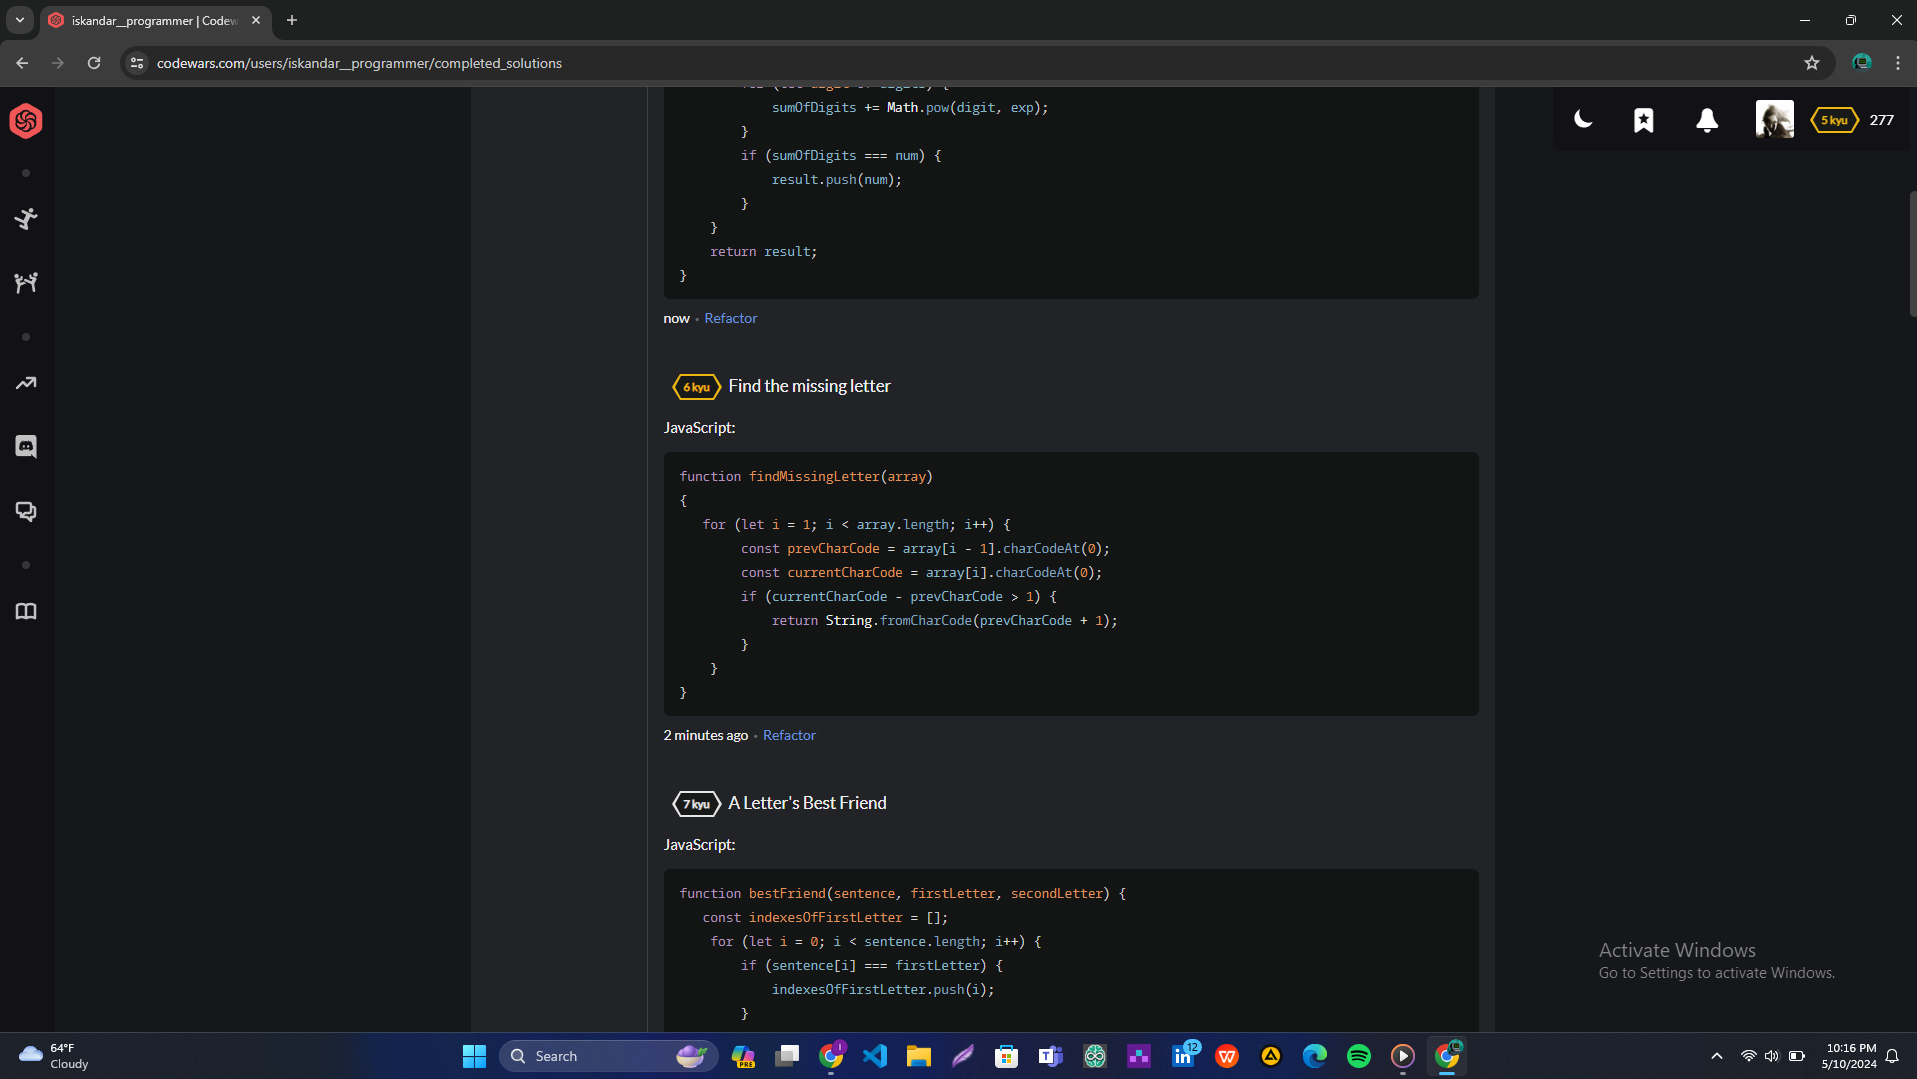 iskandar__programmer | Codew
codewars.com/users/iskandar__programmer/completed_solutions
5 kyu 277
sumOfDigits += Math.pow(digit, exp);
}
if (sumOfDigits === num) {
result.push(num);
}
}
return result;
}
now • Refactor
6 kyu Find the missing letter
JavaScript:
function findMissingLetter(array)
{
for (let i = 1; i < array.length; i++) {
const prevCharCode = array[i - 1].charCodeAt(0);
const currentCharCode = array[i].charCodeAt(0);
if (currentCharCode - prevCharCode > 1) {
return String.fromCharCode(prevCharCode + 1);
}
}
}
2 minutes ago • Refactor
7 kyu A Letter's Best Friend
JavaScript:
function bestFriend(sentence, firstLetter, secondLetter) {
const indexesOfFirstLetter = [];
for (let i = 0; i < sentence.length; i++) {
if (sentence[i] === firstLetter) {
indexesOfFirstLetter.push(i);
}
Activate Windows
Go to Settings to activate Windows.
64°F
Cloudy
Search
PRE
12
10:16 PM
5/10/2024